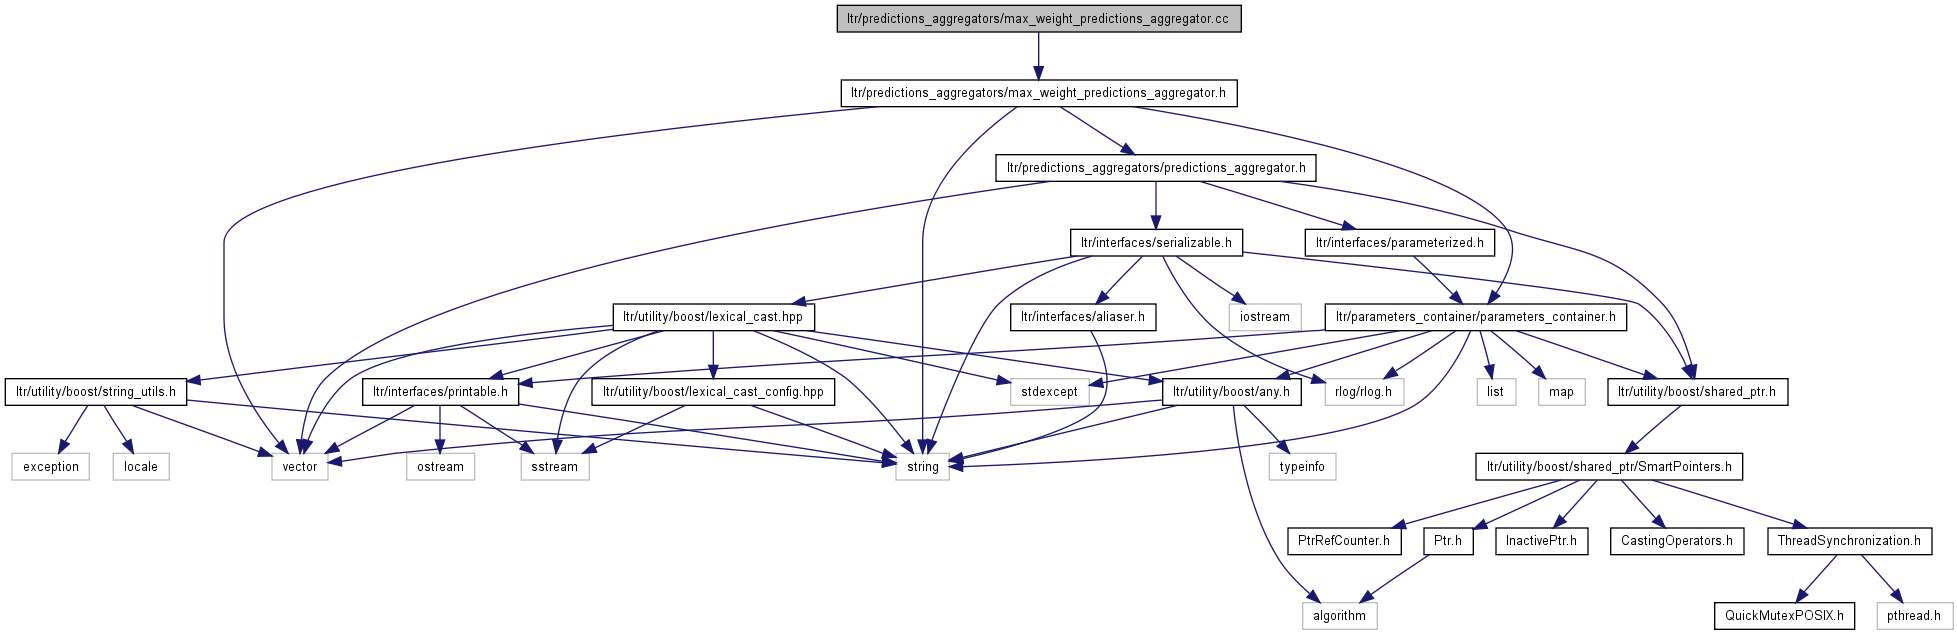 ltr/predictions_aggregators/max_weight_predictions_aggregator.cc
ltr/predictions_aggregators/max_weight_predictions_aggregator.h
ltr/predictions_aggregators/predictions_aggregator.h
ltr/interfaces/serializable.h
ltr/interfaces/parameterized.h
ltr/utility/boost/lexical_cast.hpp
ltr/interfaces/aliaser.h
iostream
ltr/parameters_container/parameters_container.h
ltr/utility/boost/string_utils.h
ltr/interfaces/printable.h
ltr/utility/boost/lexical_cast_config.hpp
stdexcept
ltr/utility/boost/any.h
rlog/rlog.h
list
map
ltr/utility/boost/shared_ptr.h
exception
locale
vector
ostream
sstream
string
typeinfo
ltr/utility/boost/shared_ptr/SmartPointers.h
PtrRefCounter.h
Ptr.h
InactivePtr.h
CastingOperators.h
ThreadSynchronization.h
algorithm
QuickMutexPOSIX.h
pthread.h